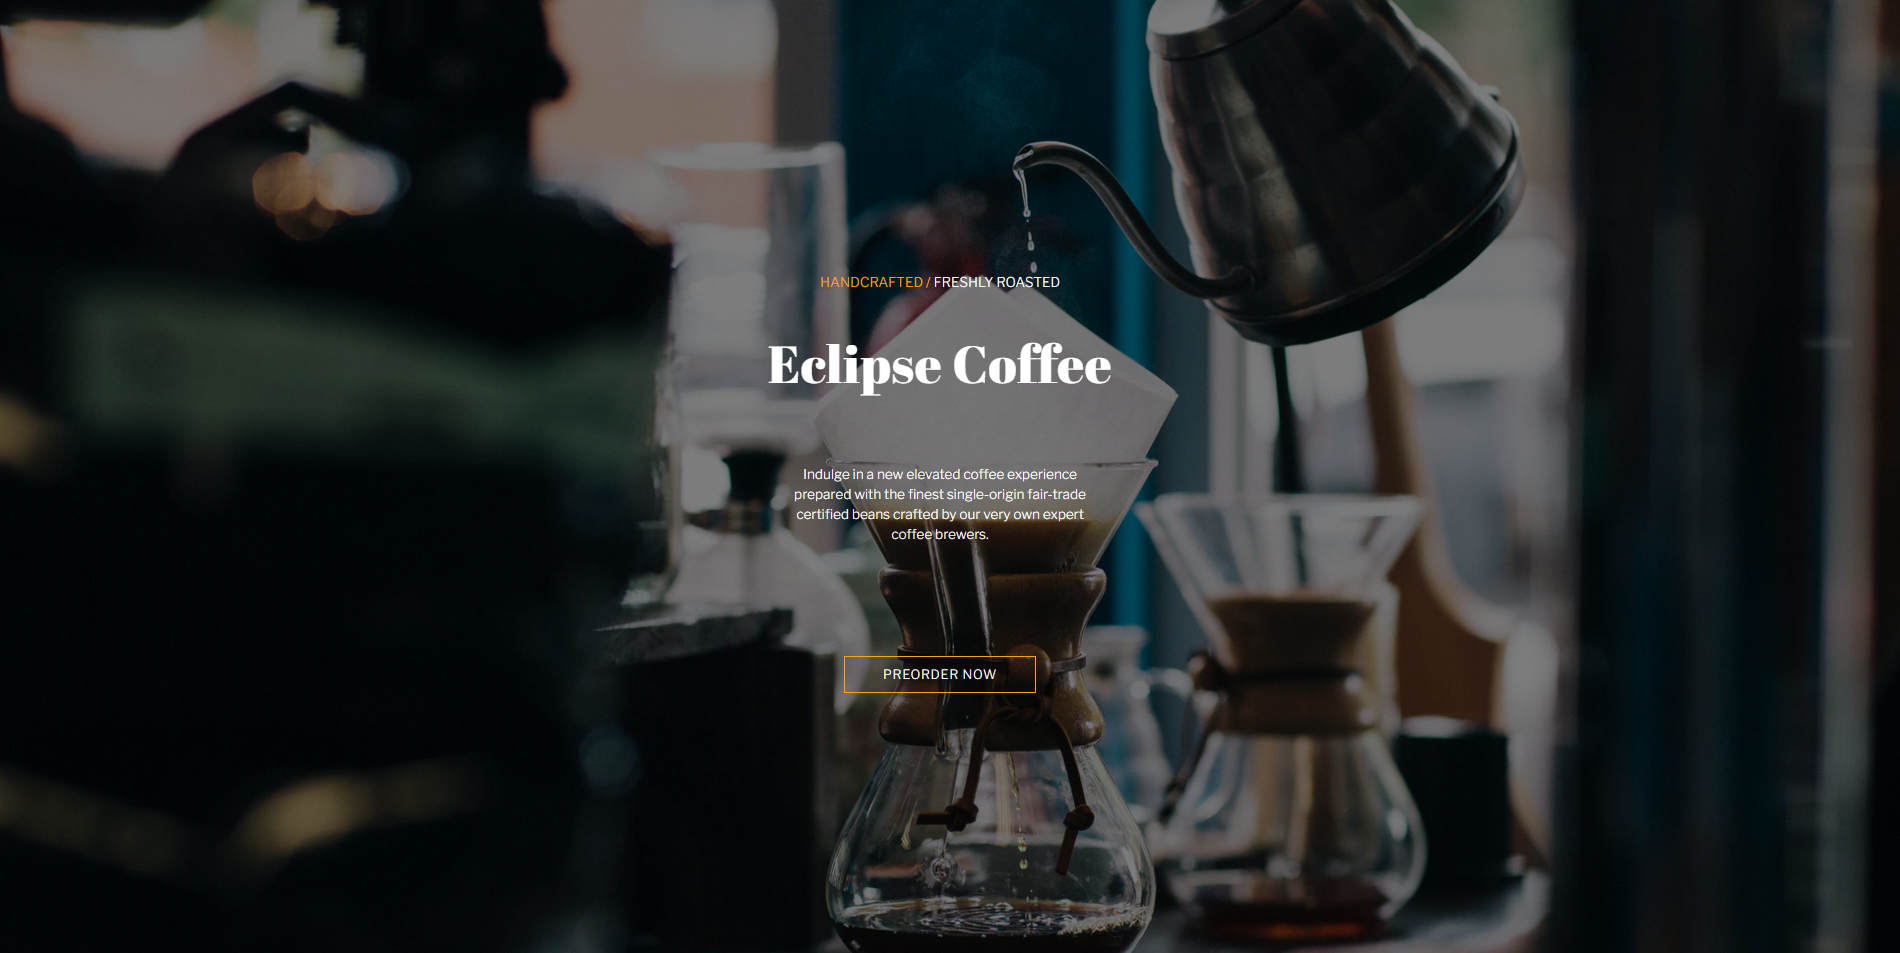 HANDCRAFTED / FRESHLY ROASTED
Eclipse Coffee
Indulge in a new elevated coffee experience
prepared with the finest single-origin fair-trade
certified beans crafted by our very own expert
coffee brewers.
PREORDER NOW